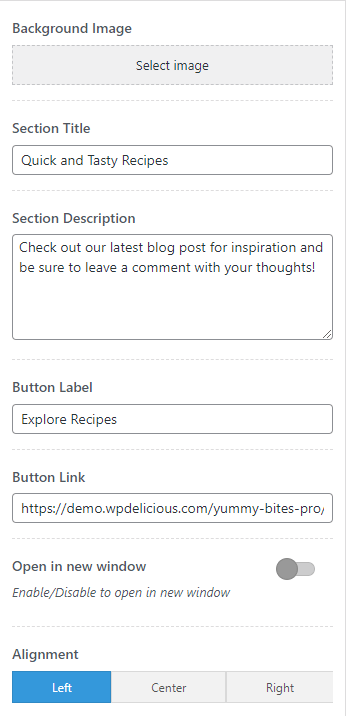 Background Image
Select image
Section Title
Quick and Tasty Recipes
Section Description
Check out our latest blog post for inspiration and
be sure to leave a comment with your thoughts!
Button Label
Explore Recipes
Button Link
https://demo.wpdelicious.com/yummy-bites-pro/
Open in new window
Enable/Disable to open in new window
Alignment
Left Center Right